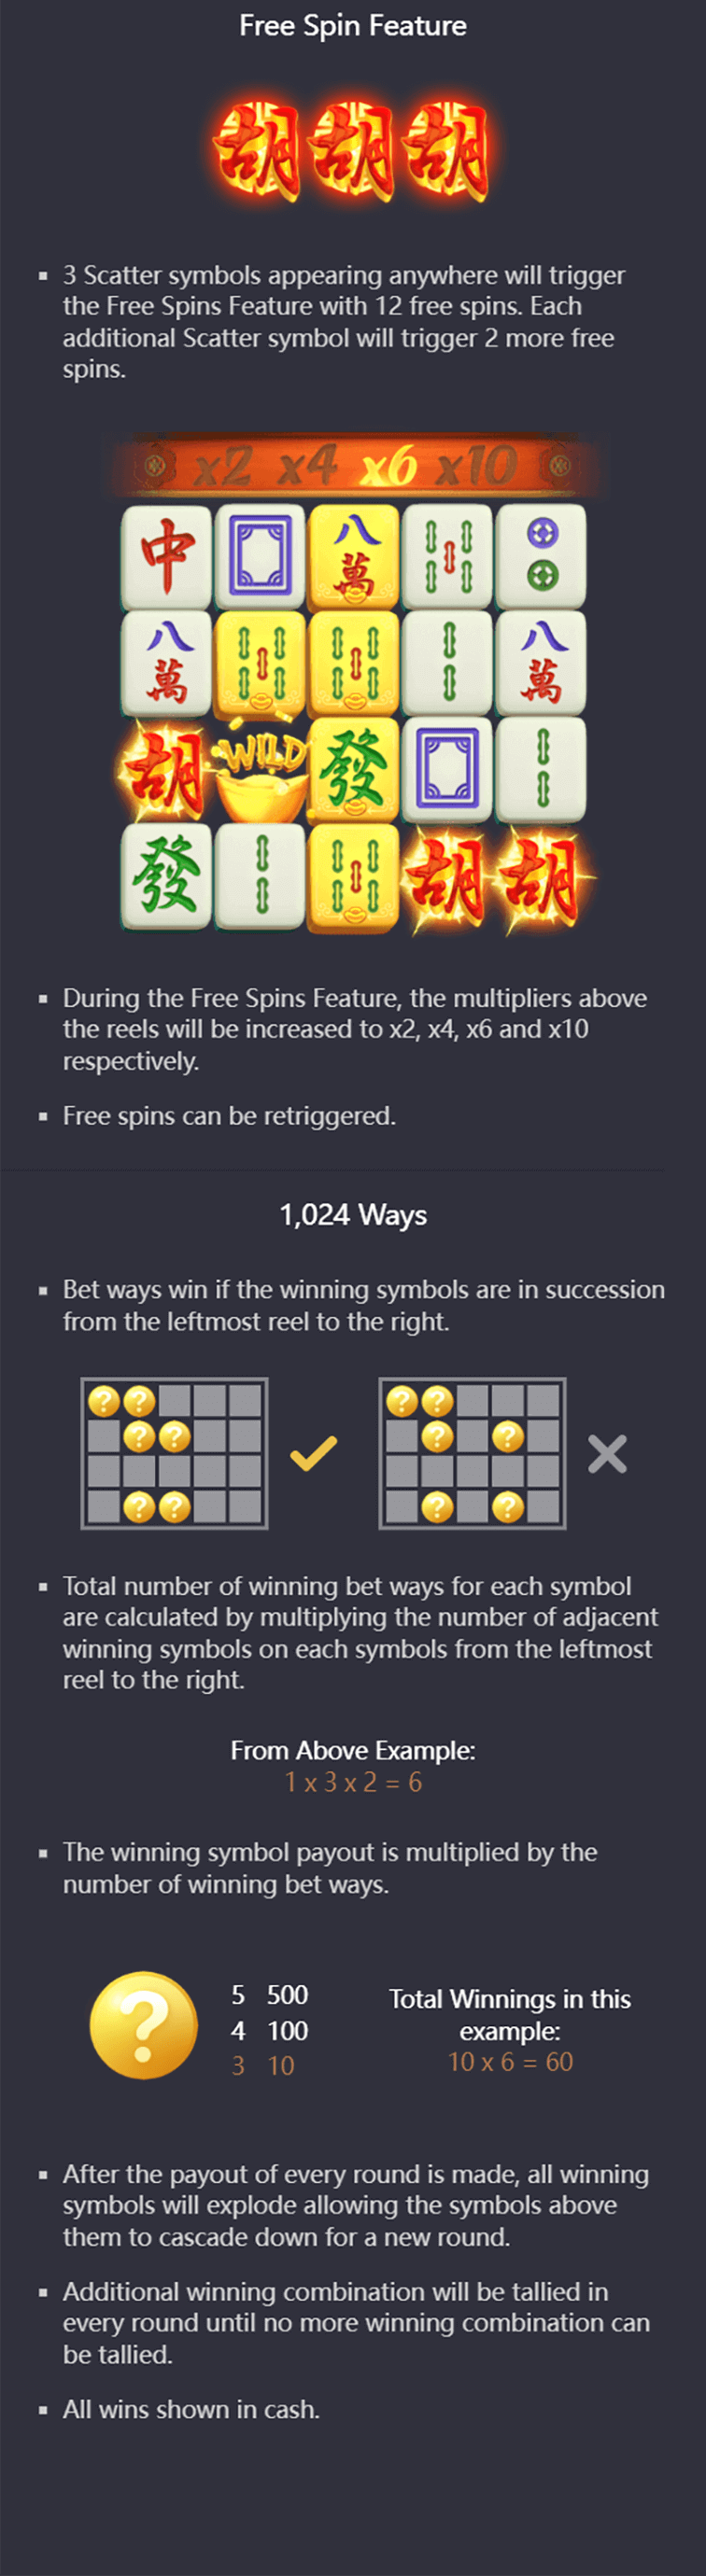 Free Spin Feature
胡 胡 胡
▪ 3 Scatter symbols appearing anywhere will trigger
the Free Spins Feature with 12 free spins. Each
additional Scatter symbol will trigger 2 more free
spins.
x2 x4 x6 x10
中 八萬
八萬 八萬
胡 WILD 發
發 胡 胡
▪ During the Free Spins Feature, the multipliers above
the reels will be increased to x2, x4, x6 and x10
respectively.
▪ Free spins can be retriggered.
1,024 Ways
▪ Bet ways win if the winning symbols are in succession
from the leftmost reel to the right.
? ? ? ?
? ? ? ?
? ? ? ?
▪ Total number of winning bet ways for each symbol
are calculated by multiplying the number of adjacent
winning symbols on each symbols from the leftmost
reel to the right.
From Above Example:
1 x 3 x 2 = 6
▪ The winning symbol payout is multiplied by the
number of winning bet ways.
?
5 500
4 100
3 10
Total Winnings in this
example:
10 x 6 = 60
▪ After the payout of every round is made, all winning
symbols will explode allowing the symbols above
them to cascade down for a new round.
▪ Additional winning combination will be tallied in
every round until no more winning combination can
be tallied.
▪ All wins shown in cash.